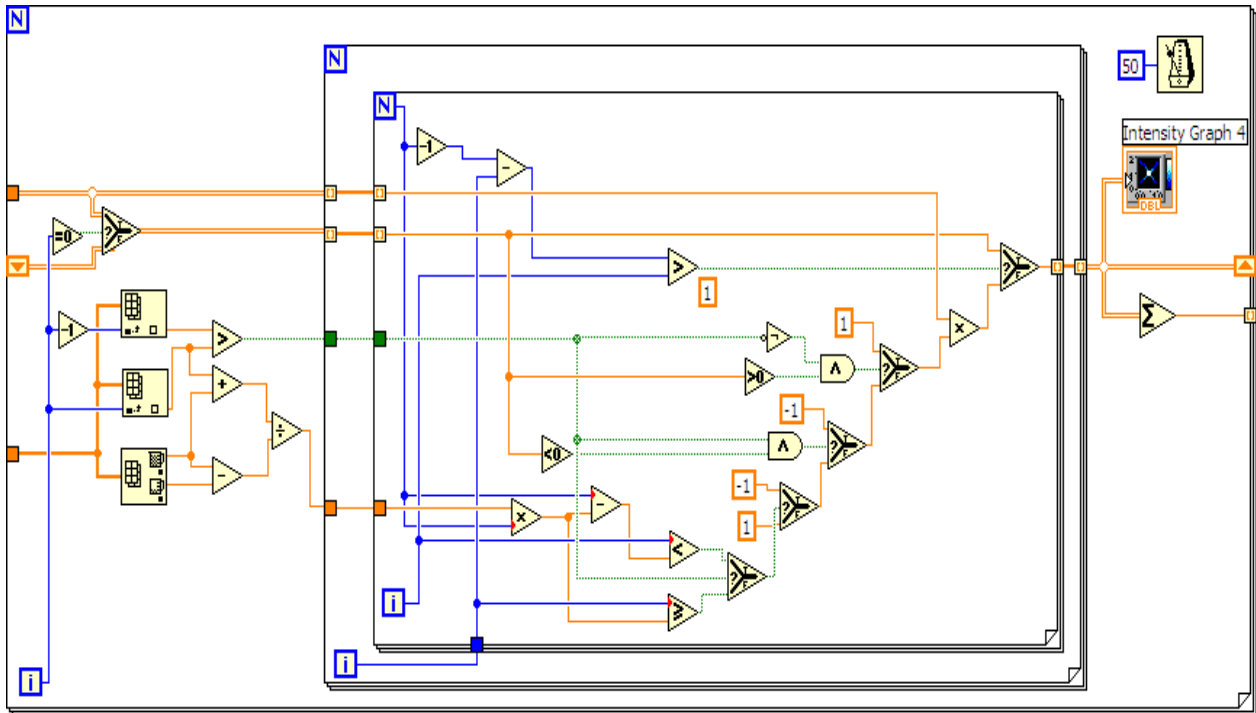 N
N
50
N
-1
Intensity Graph 4
DBL
=0
?
T
F
>
1
-1
>
1
?
T
F
x
+
>0
∧
?
T
F
÷
-1
-
<0
∧
?
T
F
-1
-
x
1
?
T
F
<
?
T
F
i
≥
i
i
Σ